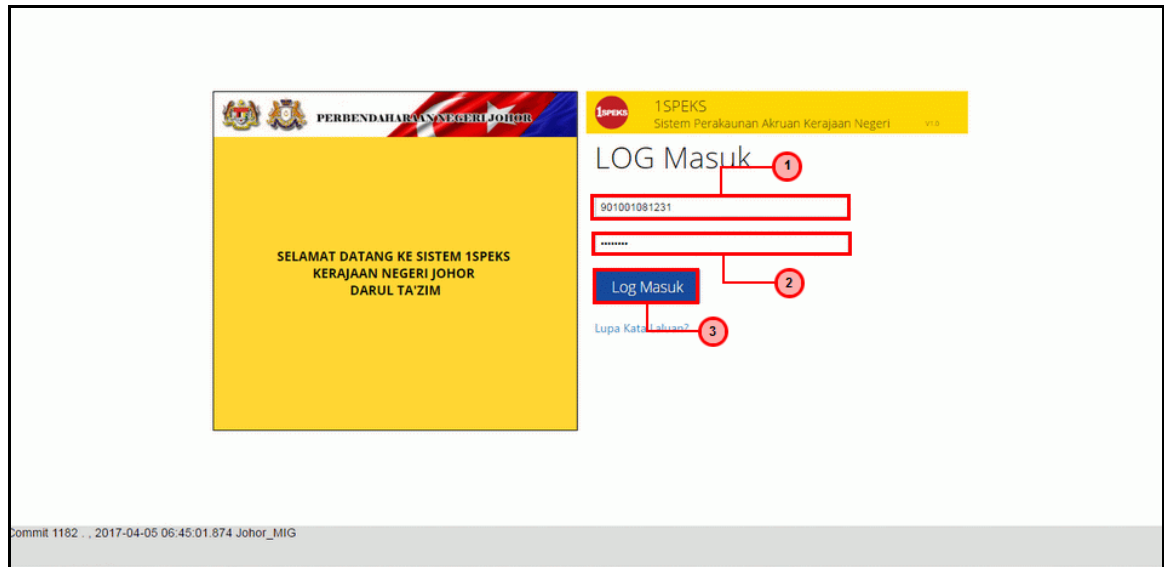 PERBENDAHARAAN NEGERI JOHOR
SELAMAT DATANG KE SISTEM 1SPEKS
KERAJAAN NEGERI JOHOR
DARUL TA'ZIM
1SPEKS
1SPEKS
Sistem Perakaunan Akruan Kerajaan Negeri v1.0
LOG Masuk
1
901001081231
••••••••
2
Log Masuk
Lupa Kata Laluan?
3
Commit 1182 . , 2017-04-05 06:45:01.874 Johor_MIG